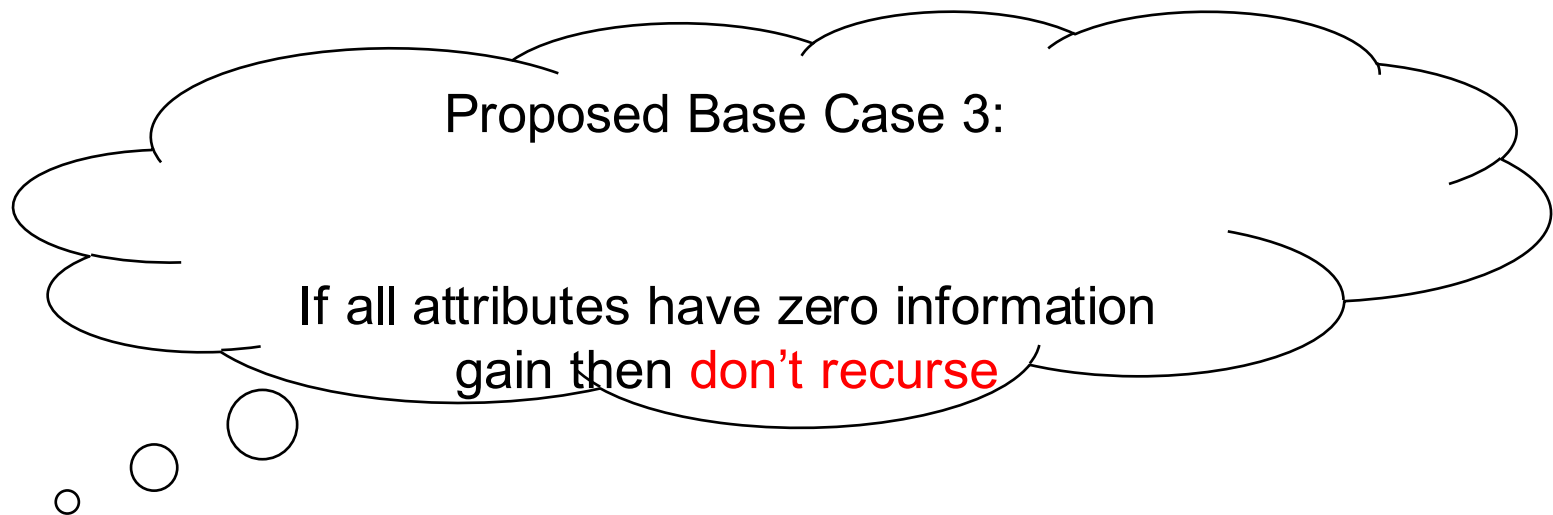 Proposed Base Case 3:
If all attributes have zero information
gain then don’t recurse